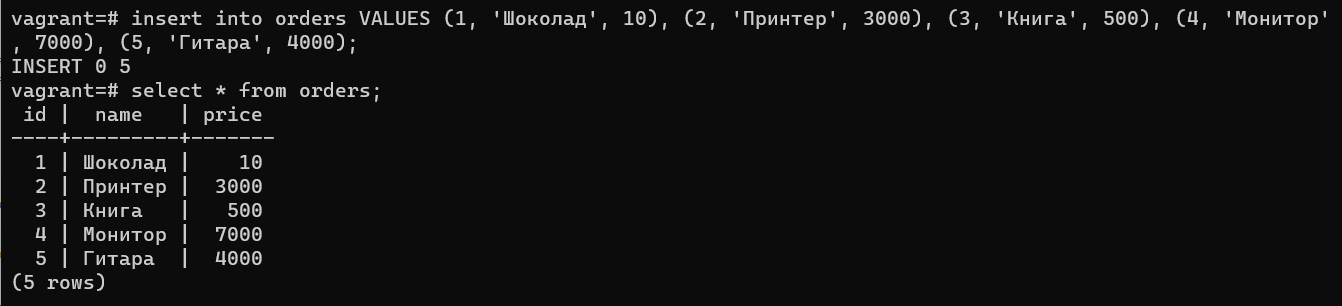 vagrant=# insert into orders VALUES (1, 'Шоколад', 10), (2, 'Принтер', 3000), (3, 'Книга', 500), (4, 'Монитор'
, 7000), (5, 'Гитара', 4000);
INSERT 0 5
vagrant=# select * from orders;
 id |  name   | price
----+---------+-------
  1 | Шоколад |    10
  2 | Принтер |  3000
  3 | Книга   |   500
  4 | Монитор |  7000
  5 | Гитара  |  4000
(5 rows)